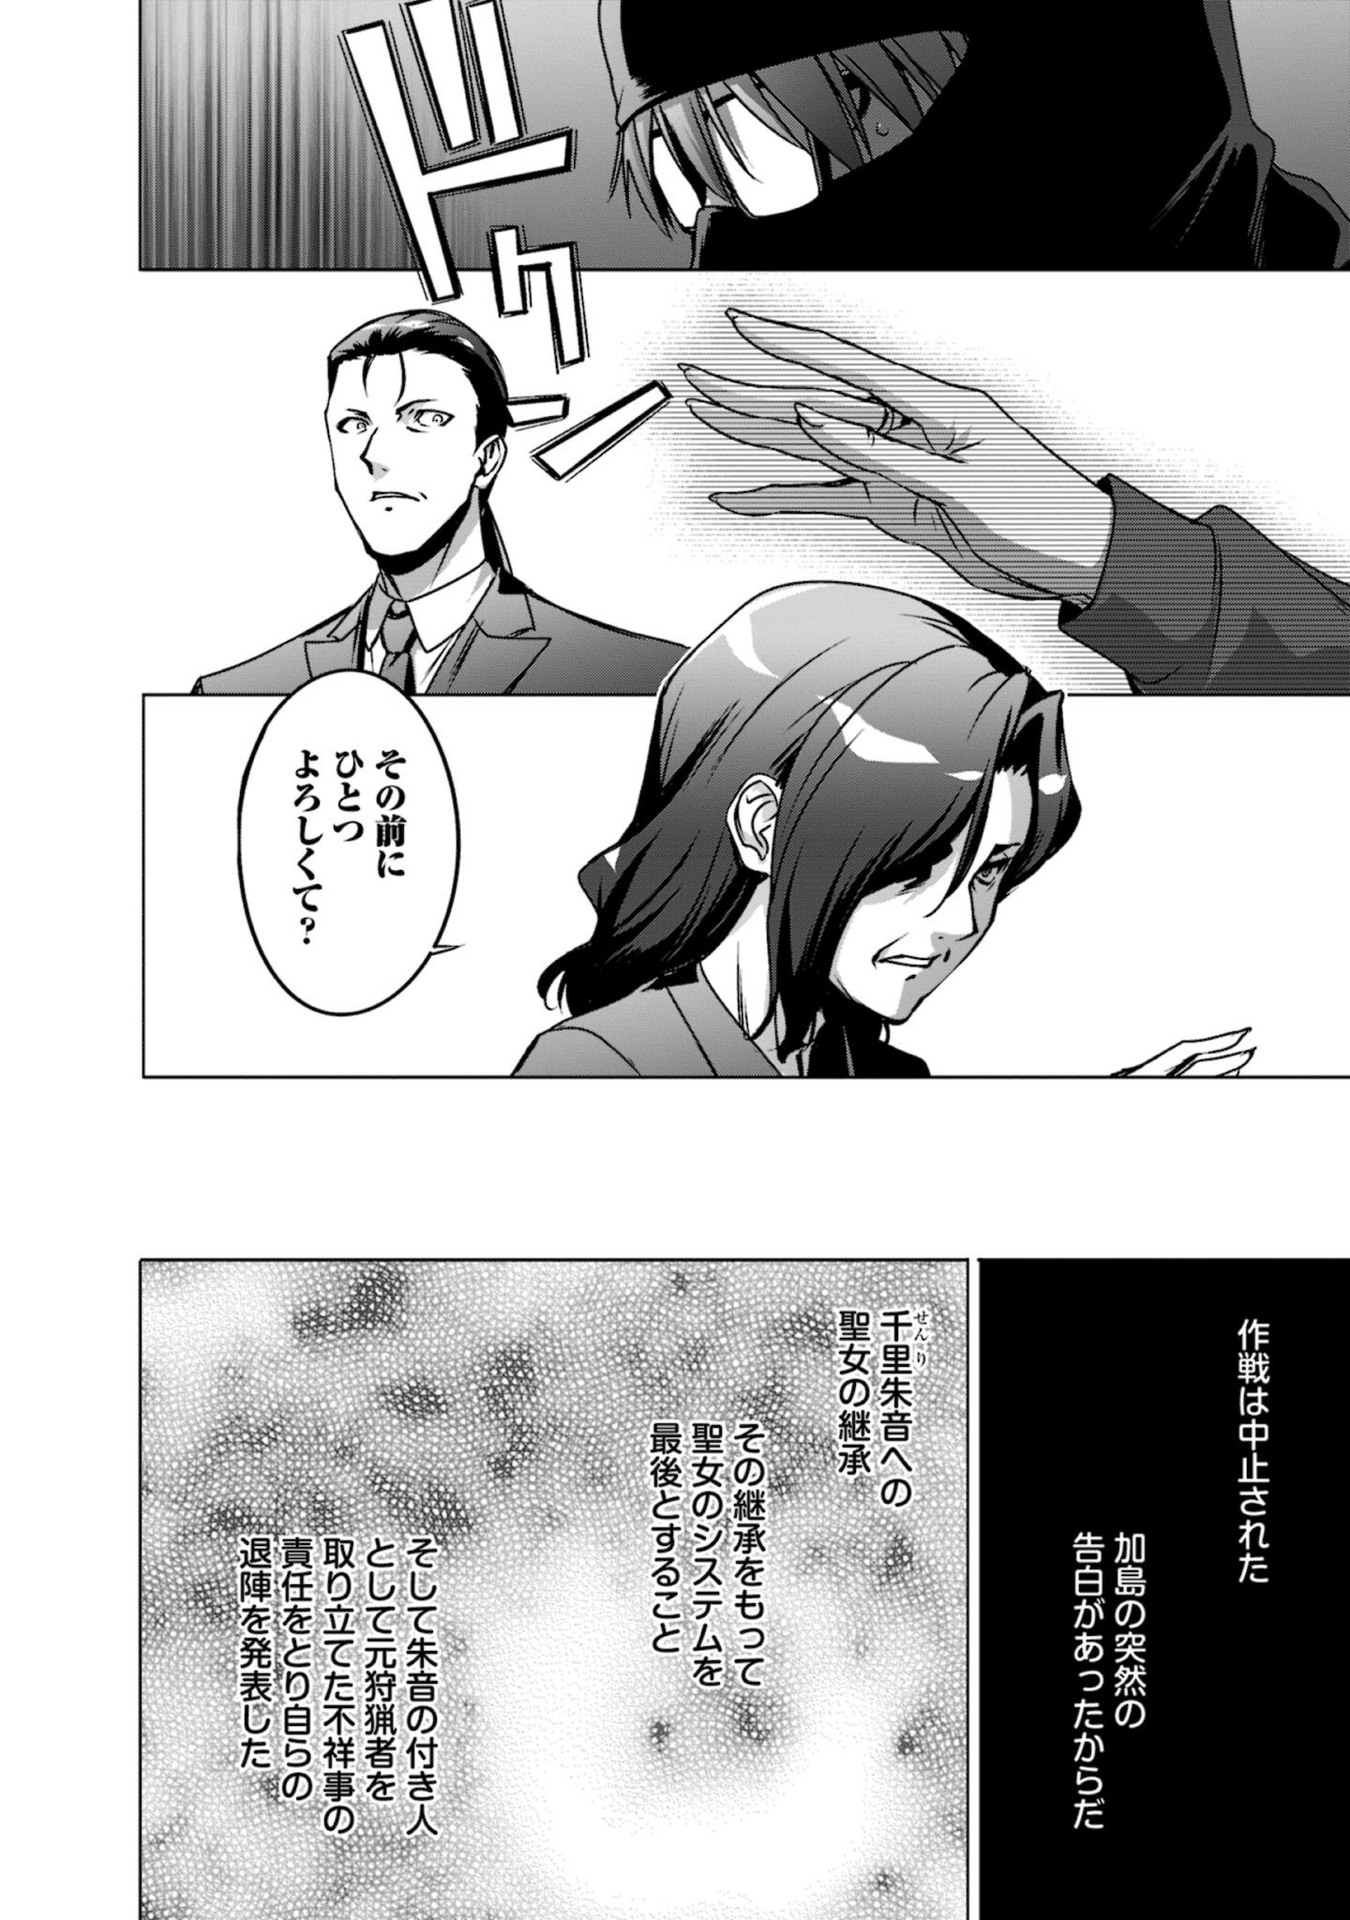 ドクン
その前に
ひとつ
よろしくて？
作戦は中止された
加島の突然の
告白があったからだ
千里朱音への
せんり
聖女の継承
その継承をもって
聖女のシステムを
最後とすること
そして朱音の付き人
として元狩猟者を
取り立てた不祥事の
責任をとり自らの
退陣を発表した